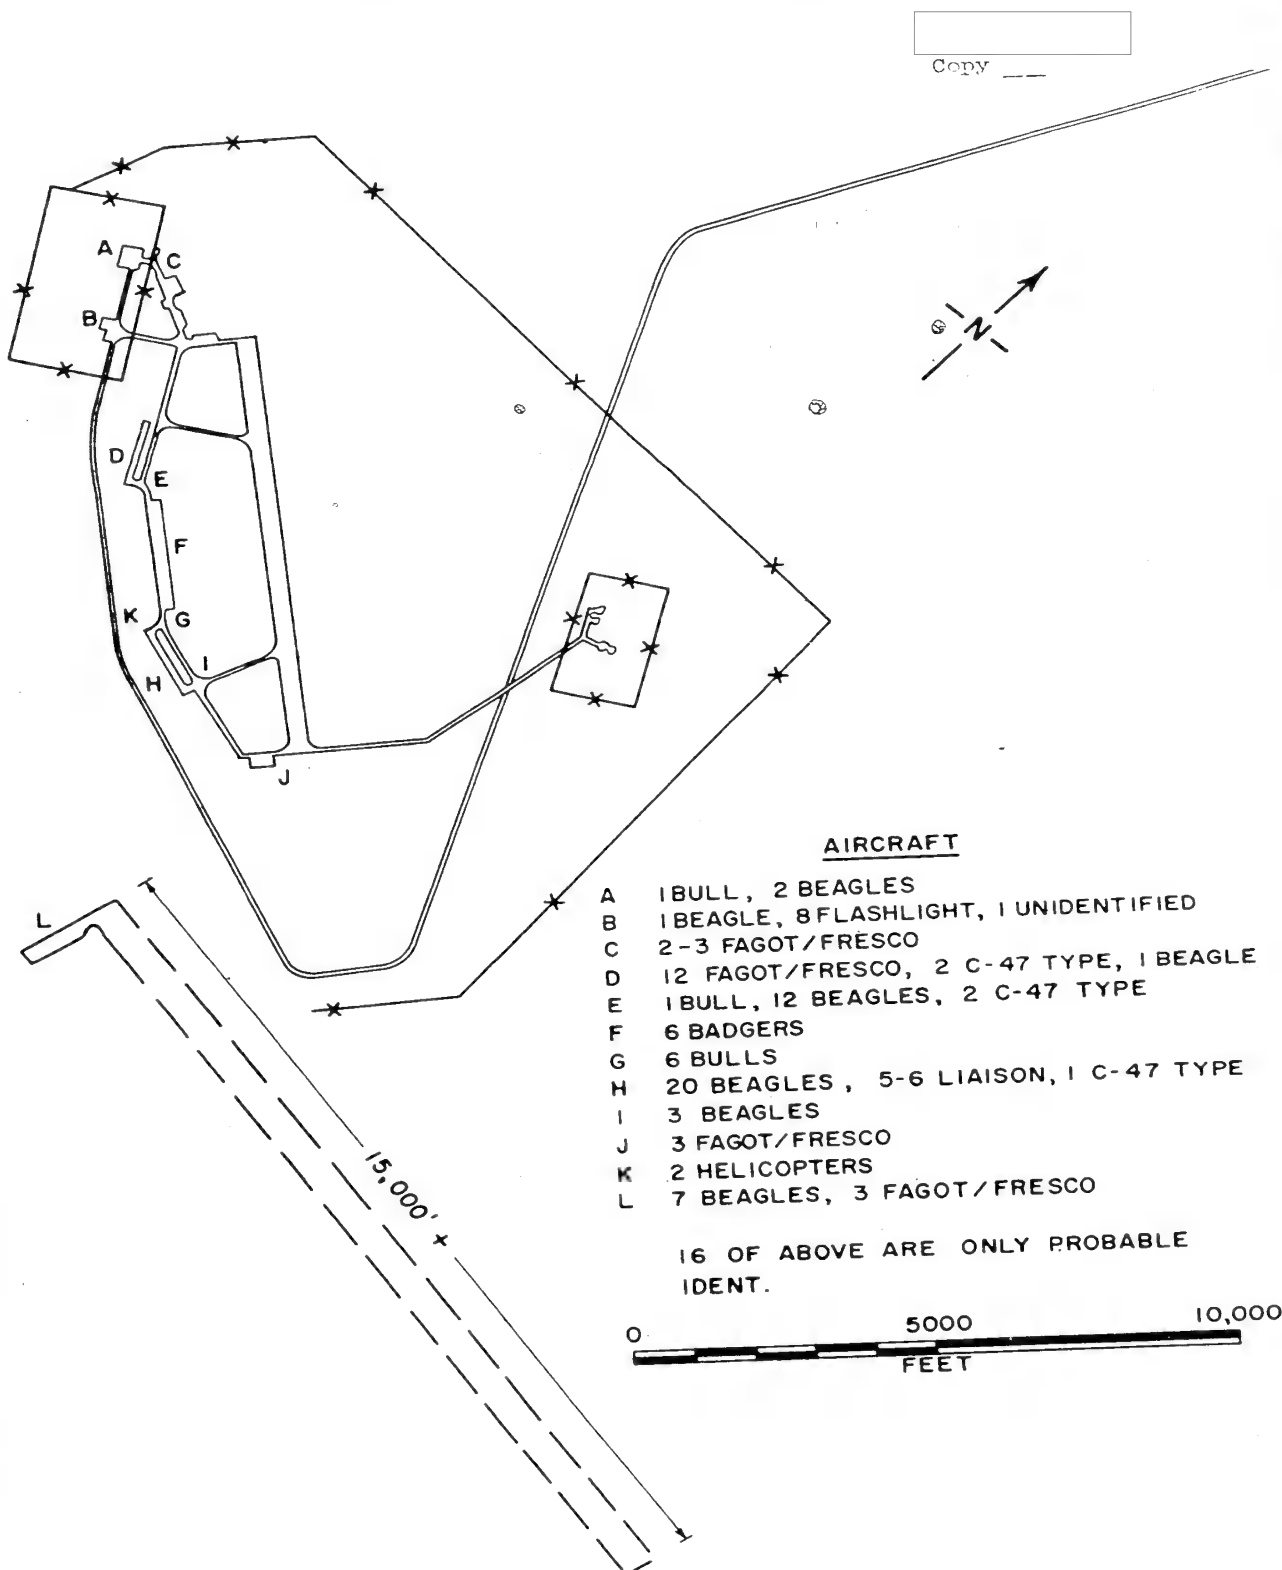 Copy ___
A
C
B
N
D
E
F
K
G
I
H
J
L
15,000' +
AIRCRAFT
A 1 BULL, 2 BEAGLES
B 1 BEAGLE, 8 FLASHLIGHT, 1 UNIDENTIFIED
C 2-3 FAGOT/FRESCO
D 12 FAGOT/FRESCO, 2 C-47 TYPE, 1 BEAGLE
E 1 BULL, 12 BEAGLES, 2 C-47 TYPE
F 6 BADGERS
G 6 BULLS
H 20 BEAGLES, 5-6 LIAISON, 1 C-47 TYPE
I 3 BEAGLES
J 3 FAGOT/FRESCO
K 2 HELICOPTERS
L 7 BEAGLES, 3 FAGOT/FRESCO
16 OF ABOVE ARE ONLY PROBABLE
IDENT.
0 5000 10,000
FEET